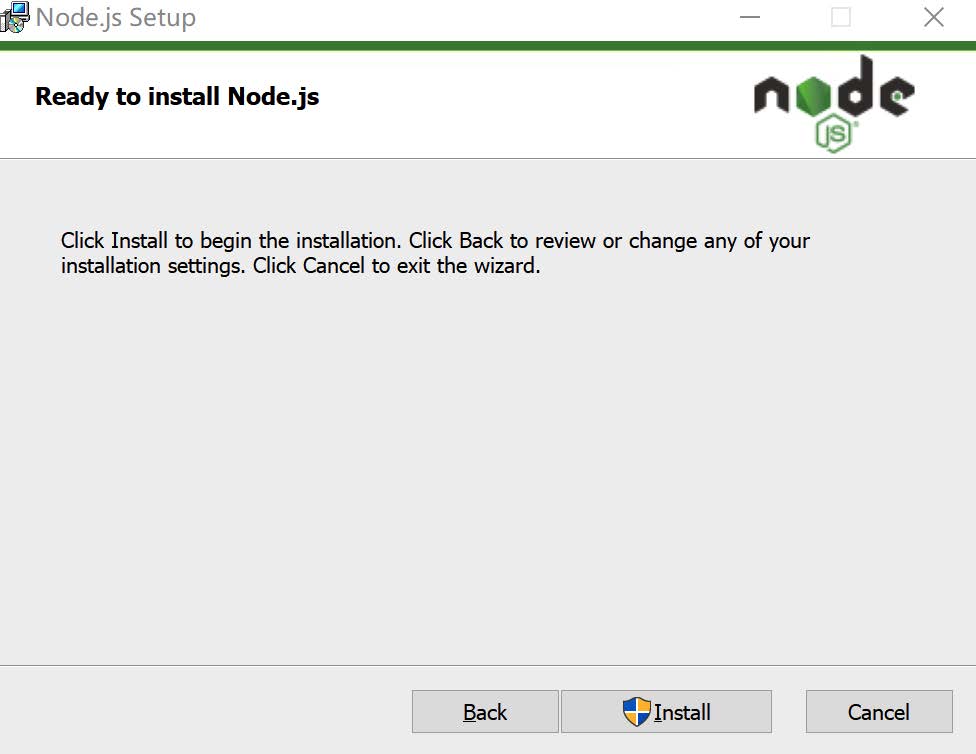 Node.js Setup
Ready to install Node.js
node
JS
Click Install to begin the installation. Click Back to review or change any of your
installation settings. Click Cancel to exit the wizard.
Back
Install
Cancel